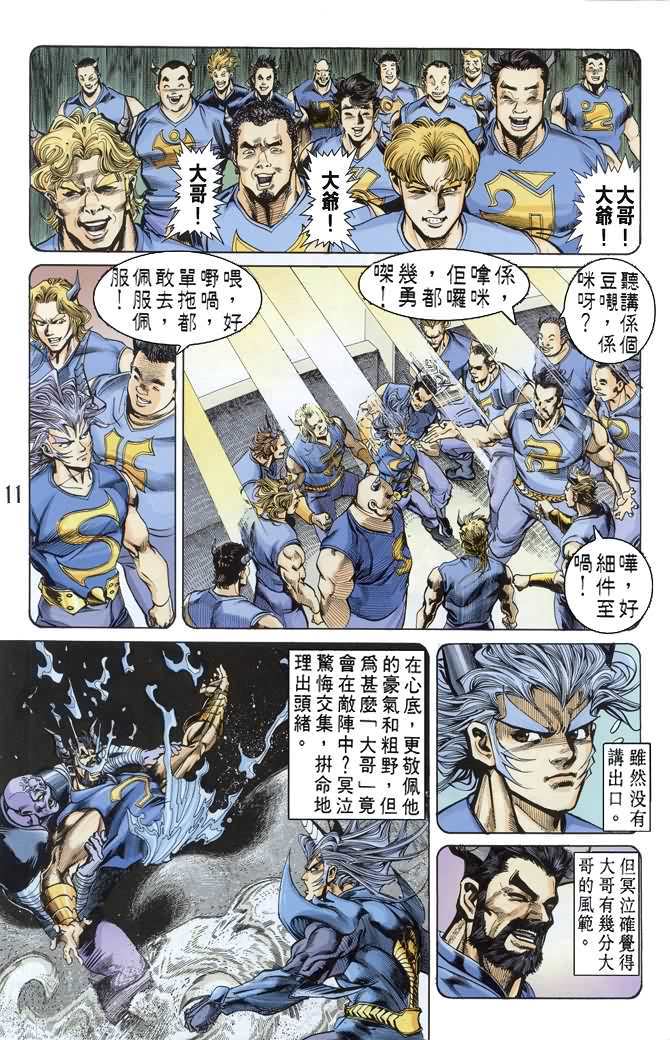 大哥！
大爺！
大爺！
大哥！
聽講係個
豆，係
咪呀？
係，
嗱咪
佢囉
，都
幾勇
㗎！
嘩，好
細件至
喎！
喂，好
嘢喎，
單拖都
敢去，
佩服佩
服！
雖然沒有
講出口。
但冥泣確覺得
大哥有幾分大
哥的風範。
在心底，更敬佩他
的豪氣和粗野，但
爲甚麼「大哥」竟
會在敵陣中？冥泣
驚悔交集，拚命地
理出頭緒。
11